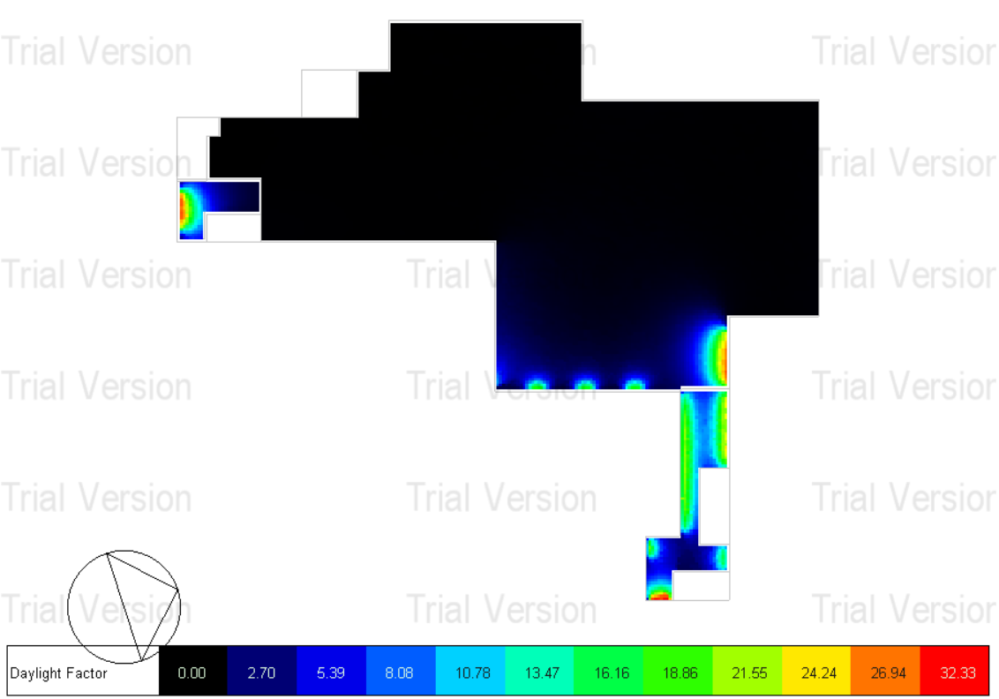 Trial Version n Trial Version
Trial Version Trial Version
Trial Version Trial V Trial Version
Trial Version Trial Version Trial Version
Trial Version Trial Version Trial Version
Trial Version Trial Version Trial Version
Daylight Factor 0.00 2.70 5.39 8.08 10.78 13.47 16.16 18.86 21.55 24.24 26.94 32.33